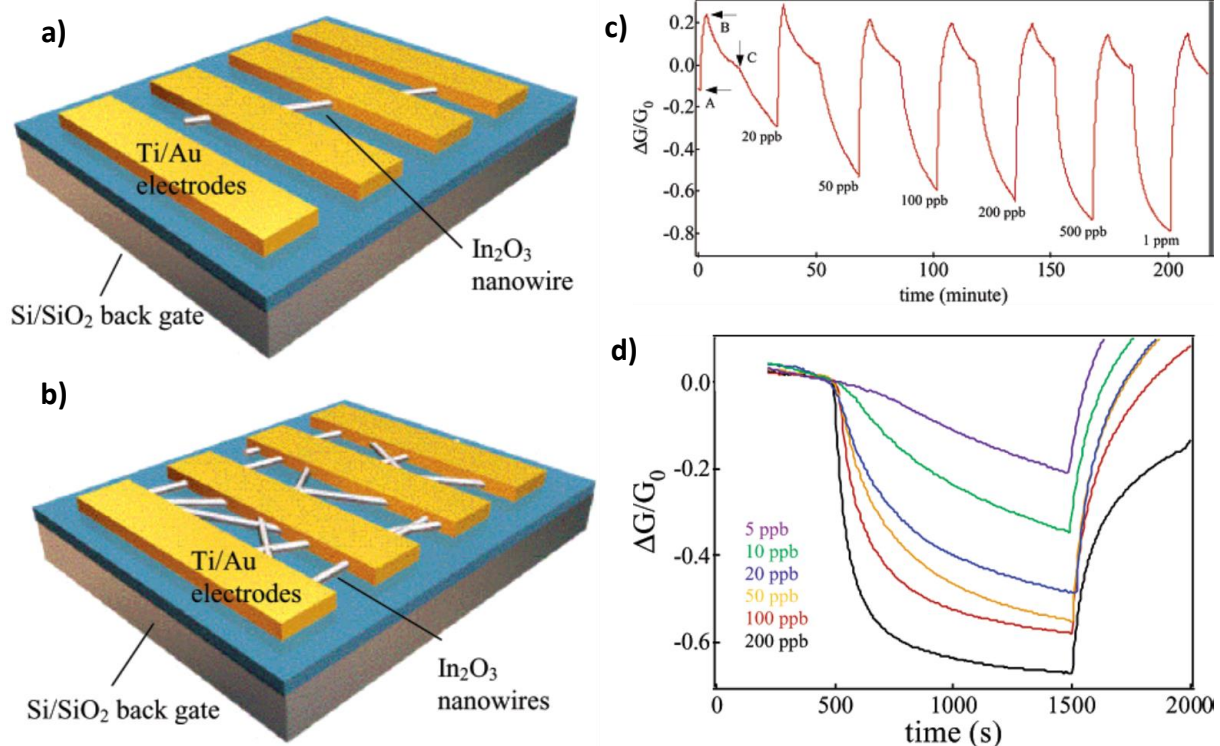 a)
Ti/Au
electrodes
In₂O₃
nanowire
Si/SiO₂ back gate
b)
Ti/Au
electrodes
In₂O₃
nanowires
Si/SiO₂ back gate
c)
0.2
0.0
-0.2
-0.4
-0.6
-0.8
ΔG/G₀
A
B
C
20 ppb
50 ppb
100 ppb
200 ppb
500 ppb
1 ppm
0 50 100 150 200
time (minute)
d)
0.0
-0.2
-0.4
-0.6
ΔG/G₀
5 ppb
10 ppb
20 ppb
50 ppb
100 ppb
200 ppb
0 500 1000 1500 2000
time (s)